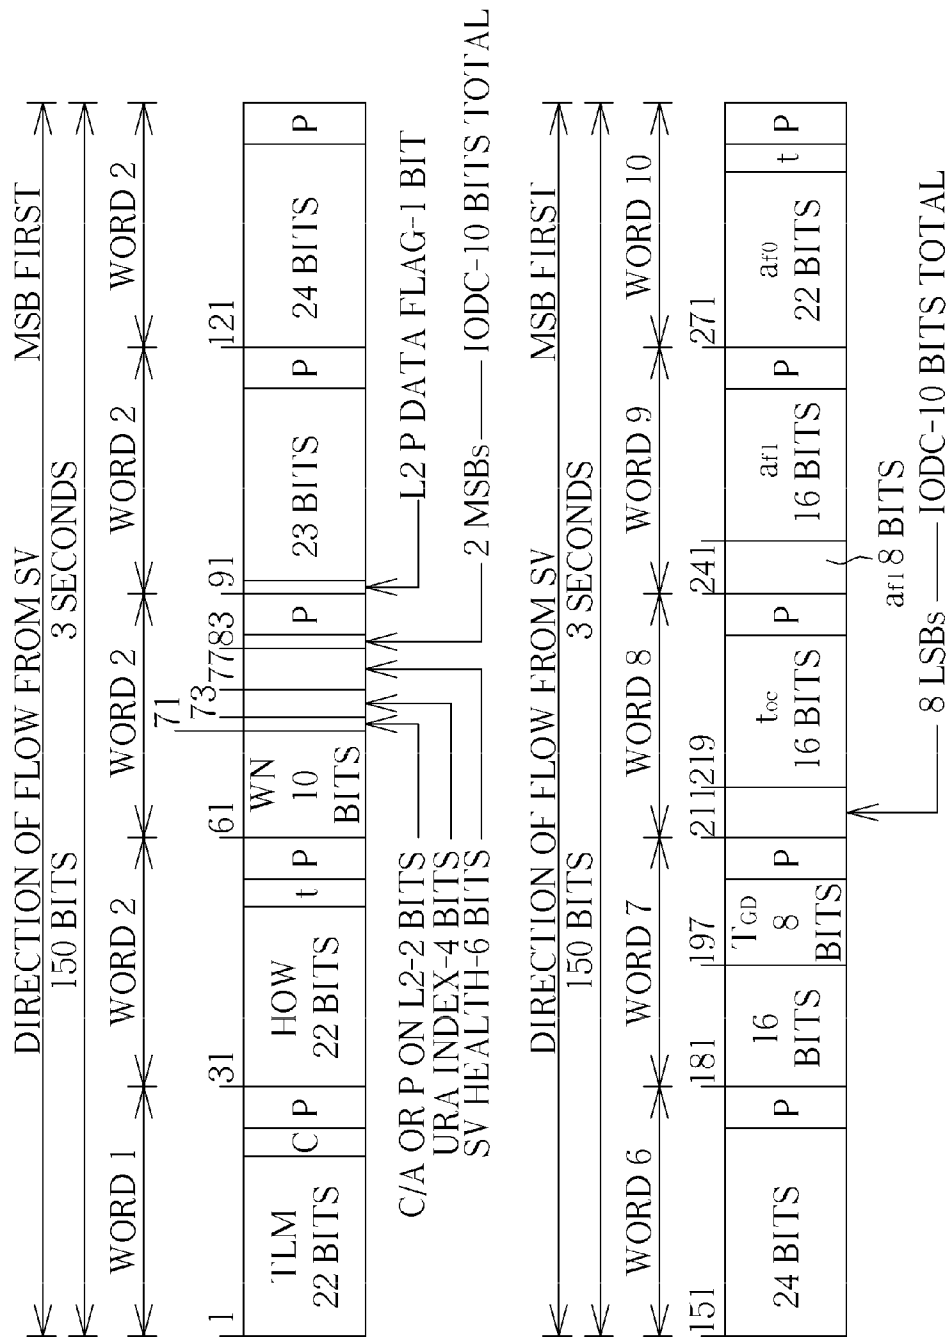 DIRECTION OF FLOW FROM SV MSB FIRST
150 BITS 3 SECONDS
WORD 1 WORD 2 WORD 2 WORD 2 WORD 2
1 31 61 71 73 77 83 91 121
TLM
22 BITS
C
P
HOW
22 BITS
t
P
WN
10
BITS
P
23 BITS
P
24 BITS
P
C/A OR P ON L2-2 BITS
URA INDEX-4 BITS
SV HEALTH-6 BITS
L2 P DATA FLAG-1 BIT
2 MSBs IODC-10 BITS TOTAL
DIRECTION OF FLOW FROM SV MSB FIRST
150 BITS 3 SECONDS
WORD 6 WORD 7 WORD 8 WORD 9 WORD 10
151 181 197 211 219 241 271
24 BITS
P
16
BITS
TGD
8
BITS
P
toc
16 BITS
P
af1
16 BITS
P
af0
22 BITS
t
P
af1 8 BITS
8 LSBs IODC-10 BITS TOTAL